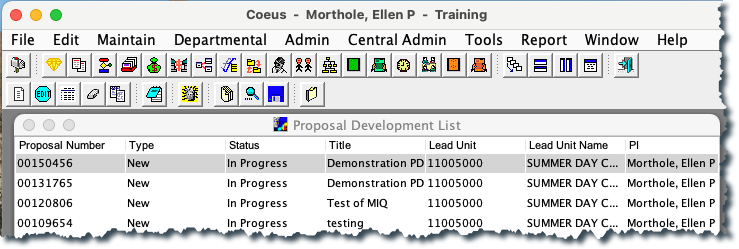 Coeus - Morthole, Ellen P - Training
File Edit Maintain Departmental Admin Central Admin Tools Report Window Help
EDIT
Proposal Development List
Proposal Number Type Status Title Lead Unit Lead Unit Name PI
00150456 New In Progress Demonstration PD 11005000 SUMMER DAY C... Morthole, Ellen P
00131765 New In Progress Demonstration PD 11005000 SUMMER DAY C... Morthole, Ellen P
00120806 New In Progress Test of MIQ 11005000 SUMMER DAY C... Morthole, Ellen P
00109654 New In Progress testing 11005000 SUMMER DAY C... Morthole, Ellen P